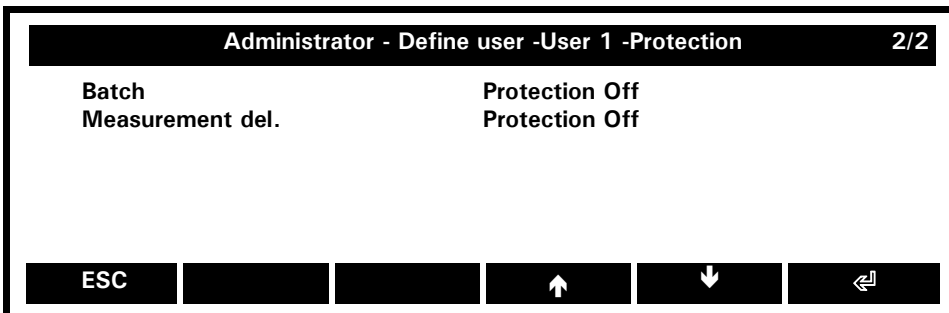 Administrator - Define user -User 1 -Protection 2/2
Batch Protection Off
Measurement del. Protection Off
ESC